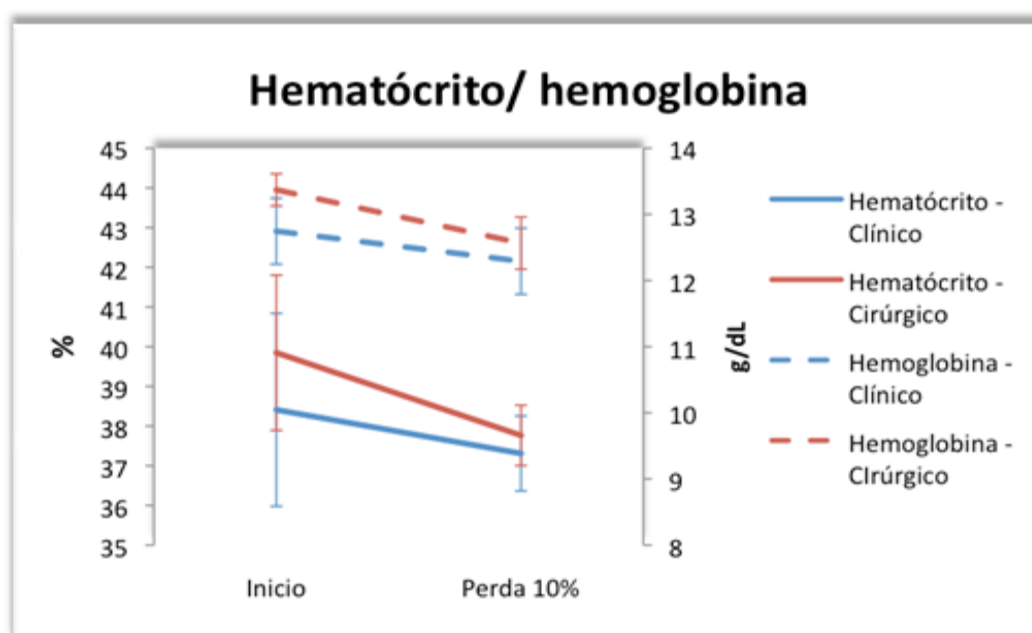 Hematócrito/ hemoglobina
45
44
43
42
41
40
39
38
37
36
35
%
14
13
12
11
10
9
8
g/dL
Inicio
Perda 10%
Hematócrito -
Clínico
Hematócrito -
Cirúrgico
Hemoglobina -
Clínico
Hemoglobina -
CIrúrgico